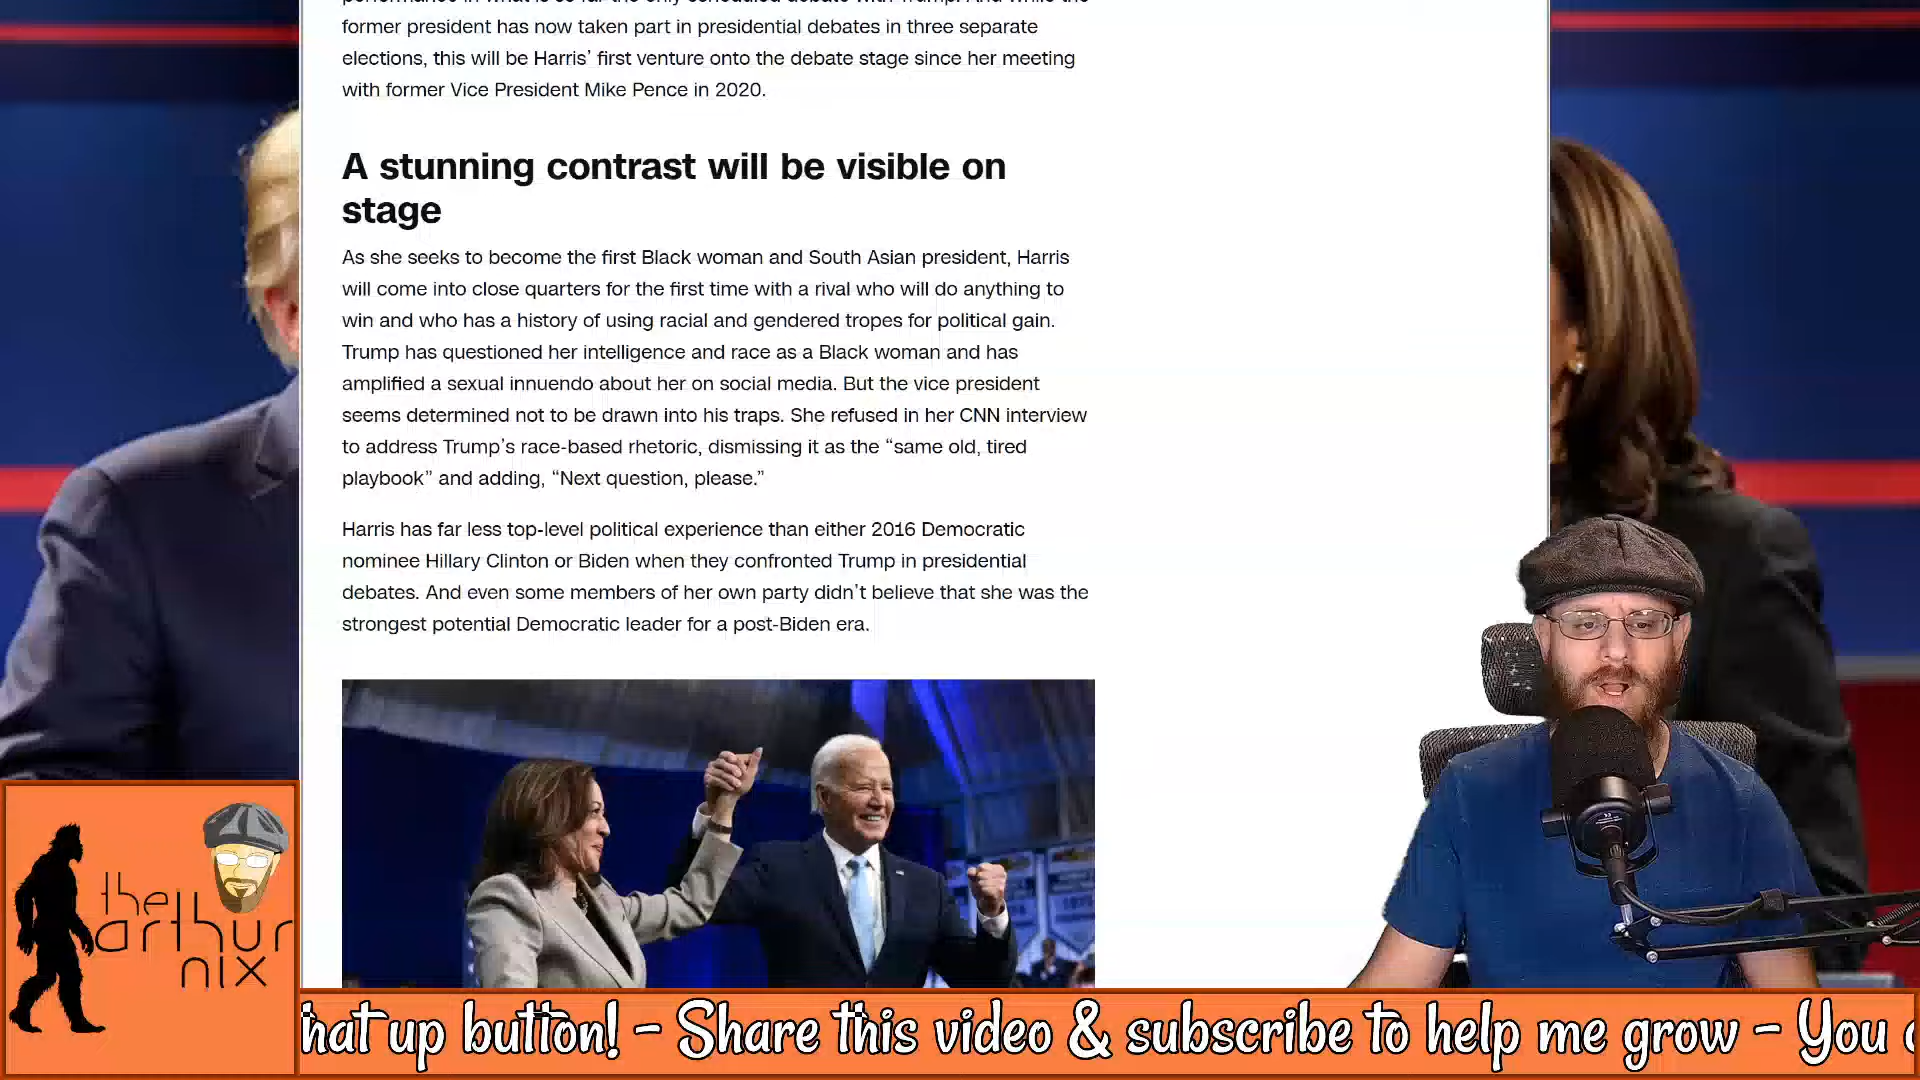 former president has now taken part in presidential debates in three separate
elections, this will be Harris’ first venture onto the debate stage since her meeting
with former Vice President Mike Pence in 2020.
A stunning contrast will be visible on
stage
As she seeks to become the first Black woman and South Asian president, Harris
will come into close quarters for the first time with a rival who will do anything to
win and who has a history of using racial and gendered tropes for political gain.
Trump has questioned her intelligence and race as a Black woman and has
amplified a sexual innuendo about her on social media. But the vice president
seems determined not to be drawn into his traps. She refused in her CNN interview
to address Trump’s race-based rhetoric, dismissing it as the “same old, tired
playbook” and adding, “Next question, please.”
Harris has far less top-level political experience than either 2016 Democratic
nominee Hillary Clinton or Biden when they confronted Trump in presidential
debates. And even some members of her own party didn’t believe that she was the
strongest potential Democratic leader for a post-Biden era.
the
arthur
nix
hat up button! – Share this video & subscribe to help me grow – You